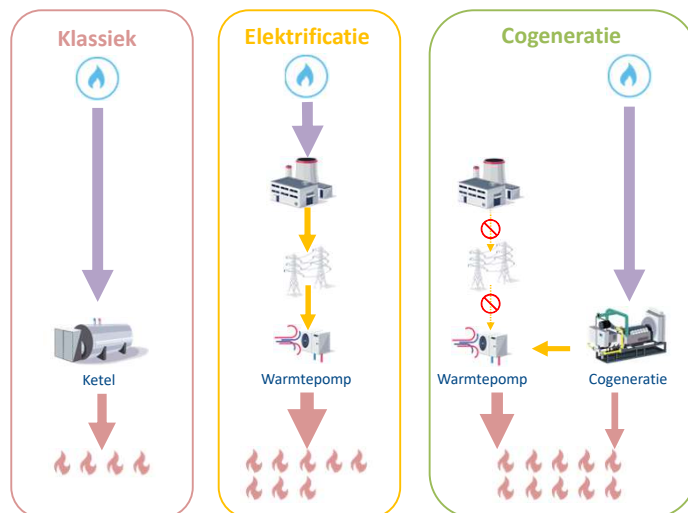 Klassiek
Elektrificatie
Cogeneratie
Ketel
Warmtepomp
Warmtepomp
Cogeneratie